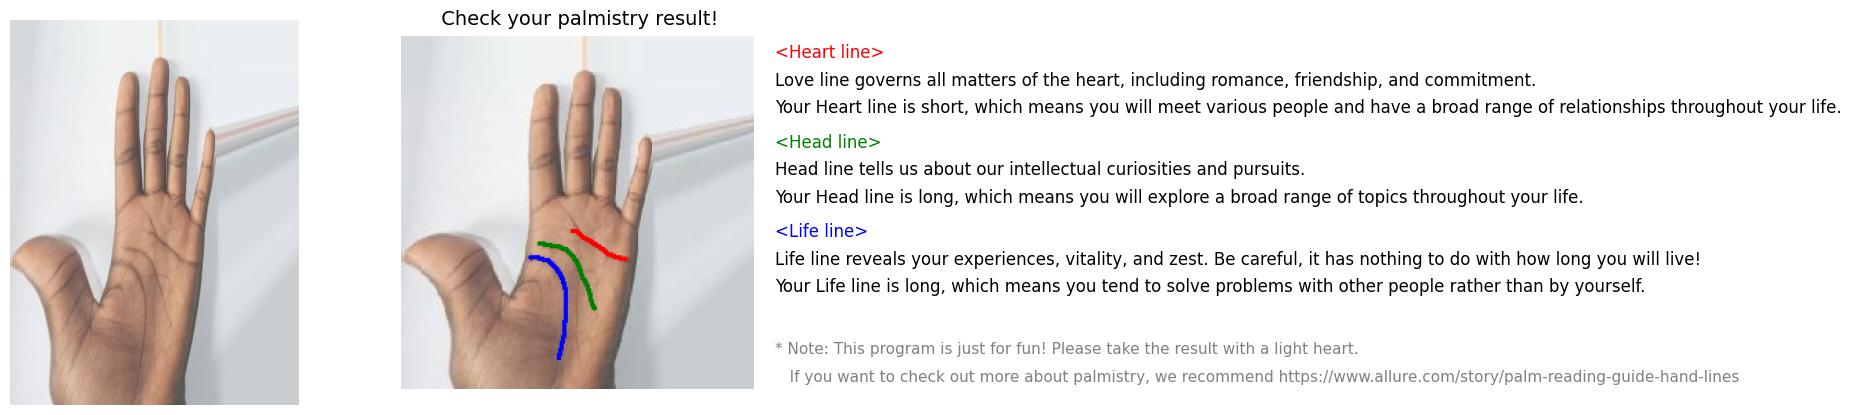 Check your palmistry result!
<Heart line>
Love line governs all matters of the heart, including romance, friendship, and commitment.
Your Heart line is short, which means you will meet various people and have a broad range of relationships throughout your life.
<Head line>
Head line tells us about our intellectual curiosities and pursuits.
Your Head line is long, which means you will explore a broad range of topics throughout your life.
<Life line>
Life line reveals your experiences, vitality, and zest. Be careful, it has nothing to do with how long you will live!
Your Life line is long, which means you tend to solve problems with other people rather than by yourself.
* Note: This program is just for fun! Please take the result with a light heart.
If you want to check out more about palmistry, we recommend https://www.allure.com/story/palm-reading-guide-hand-lines